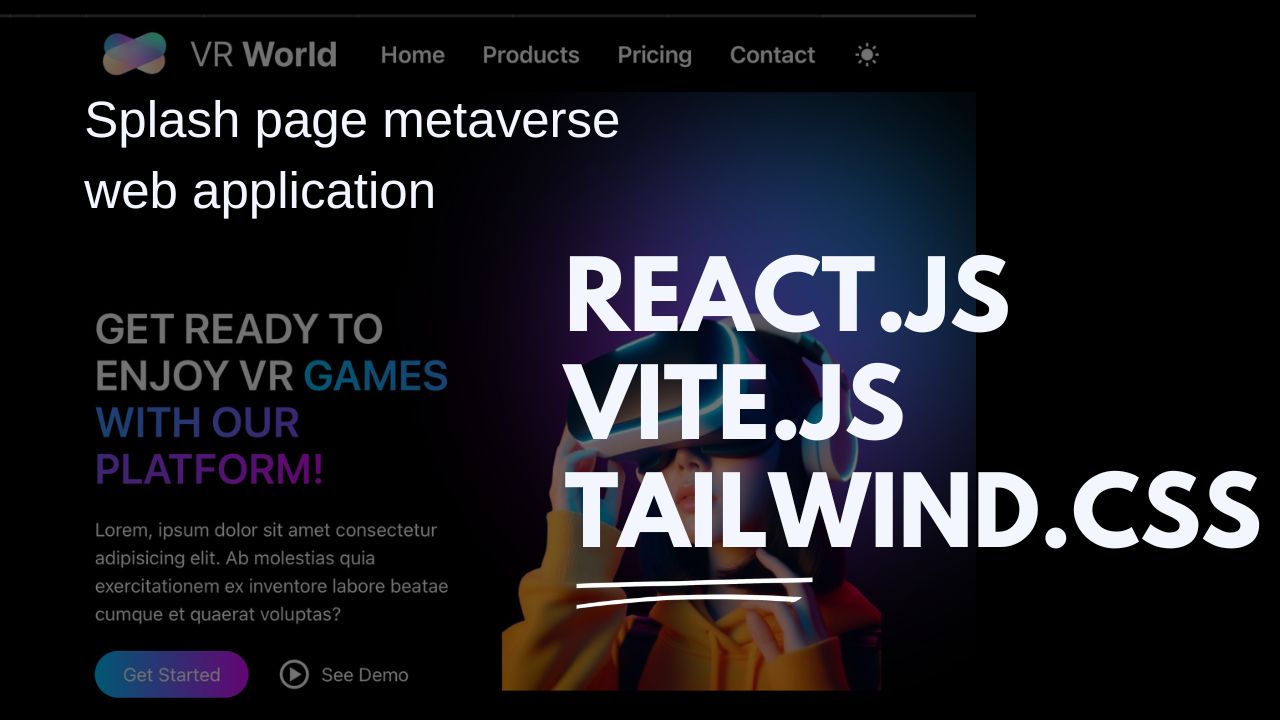 VR World
Home Products Pricing Contact
Splash page metaverse
web application
REACT.JS
VITE.JS
TAILWIND.CSS
GET READY TO
ENJOY VR GAMES
WITH OUR
PLATFORM!
Lorem, ipsum dolor sit amet consectetur
adipisicing elit. Ab molestias quia
exercitationem ex inventore labore beatae
cumque et quaerat voluptas?
Get Started See Demo